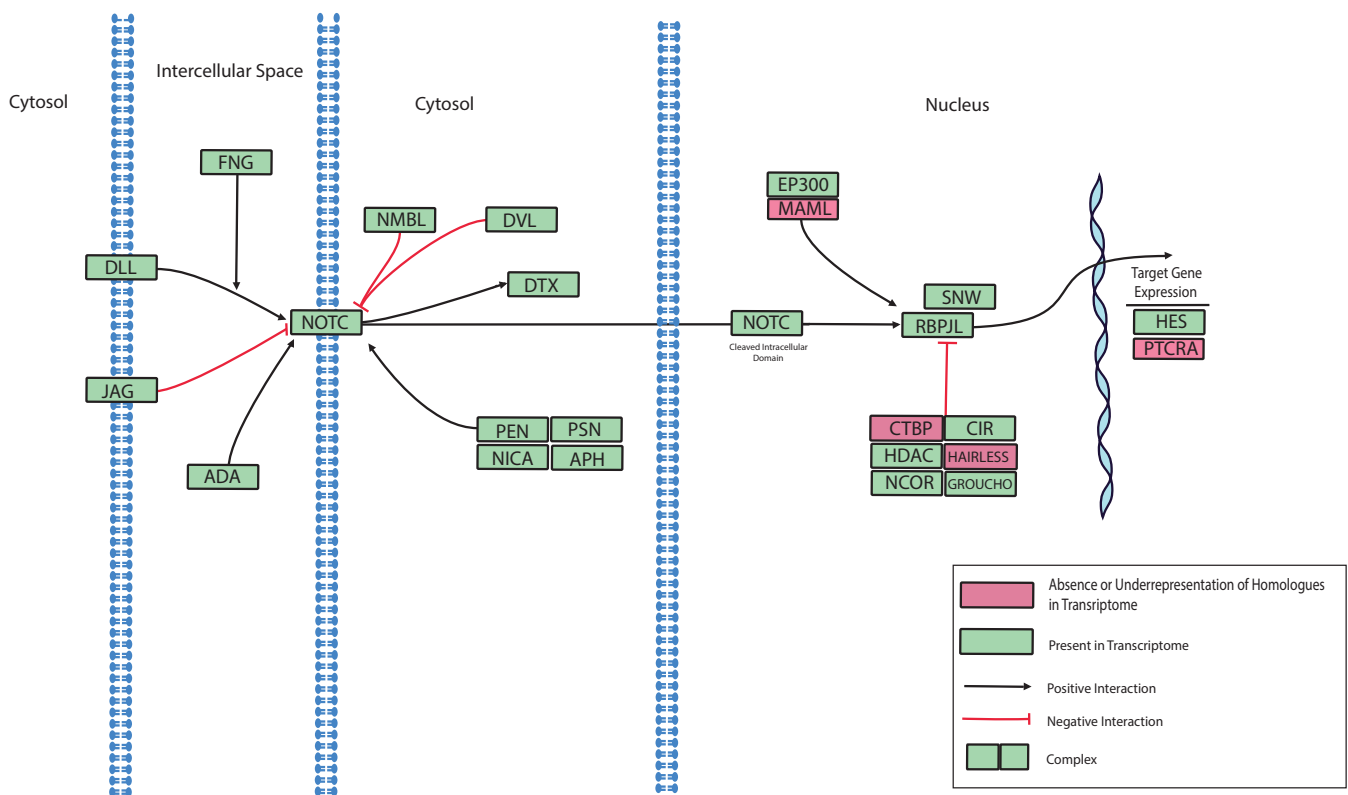 Intercellular Space
Cytosol
Cytosol
Nucleus
FNG
DLL
JAG
ADA
NOTC
NMBL
DVL
DTX
PEN
PSN
NICA
APH
NOTC
Cleaved Intracellular
Domain
EP300
MAML
SNW
RBPJL
CTBP
CIR
HDAC
HAIRLESS
NCOR
GROUCHO
Target Gene
Expression
HES
PTCRA
Absence or Underrepresentation of Homologues
in Transriptome
Present in Transcriptome
Positive Interaction
Negative Interaction
Complex